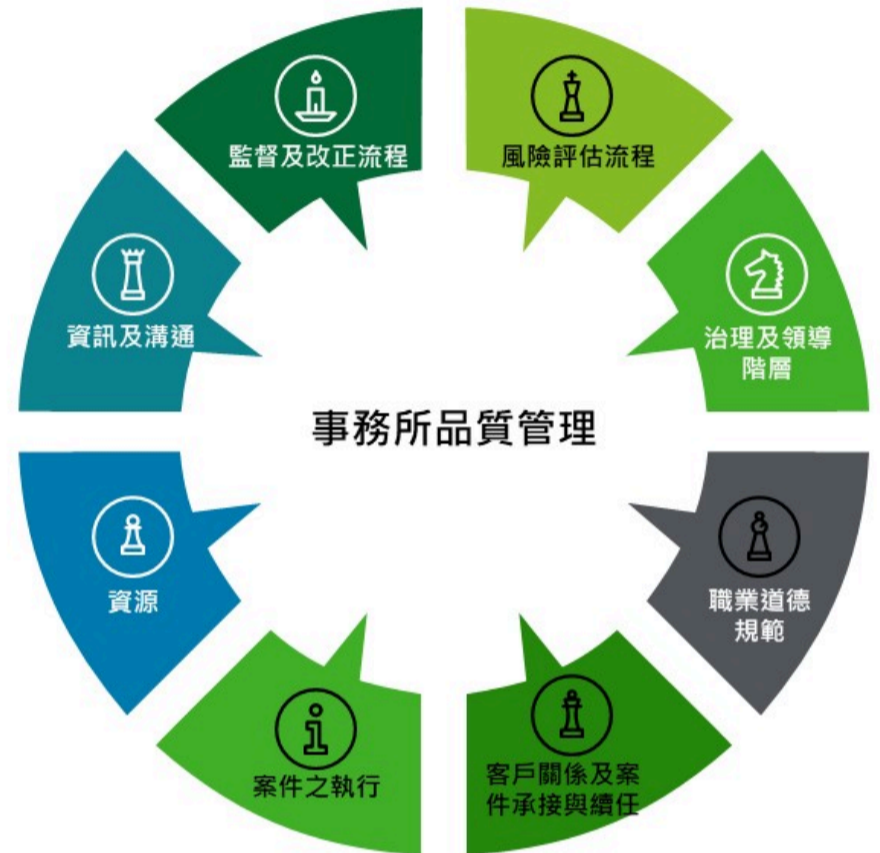 監督及改正流程
風險評估流程
資訊及溝通
治理及領導
階層
事務所品質管理
資源
職業道德
規範
案件之執行
客戶關係及案
件承接與續任